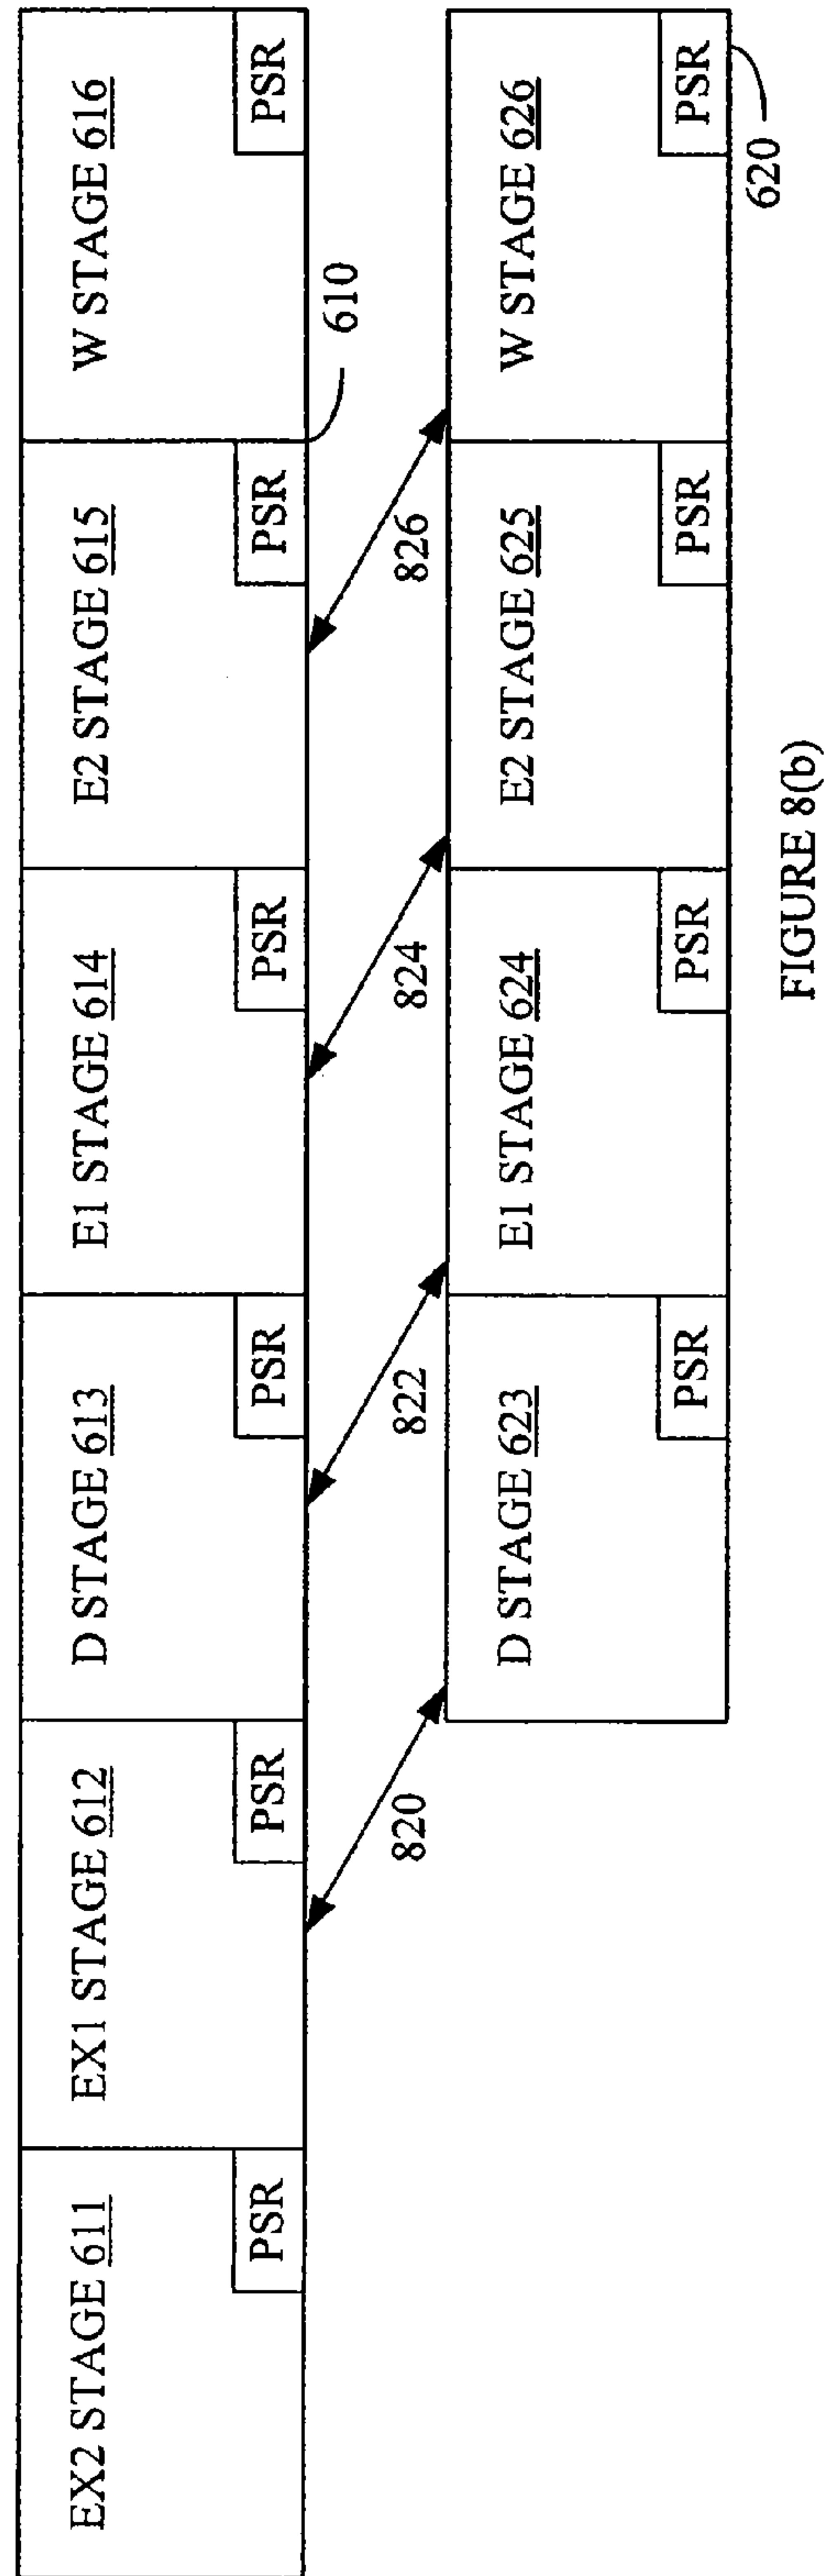 EX2 STAGE 611
PSR
EX1 STAGE 612
PSR
D STAGE 613
PSR
E1 STAGE 614
PSR
E2 STAGE 615
PSR
W STAGE 616
PSR
610
820
822
824
826
D STAGE 623
PSR
E1 STAGE 624
PSR
E2 STAGE 625
PSR
W STAGE 626
PSR
620
FIGURE 8(b)